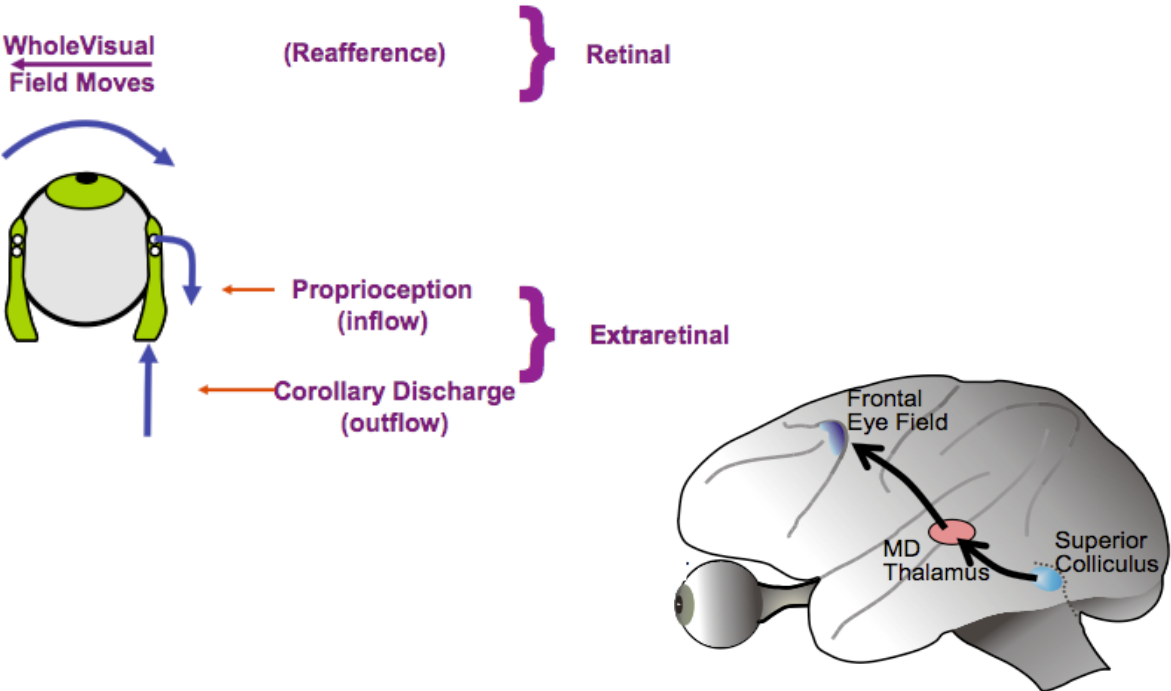 WholeVisual
Field Moves
(Reafference)
Retinal
Proprioception
(inflow)
Extraretinal
Corollary Discharge
(outflow)
Frontal
Eye Field
MD
Thalamus
Superior
Colliculus